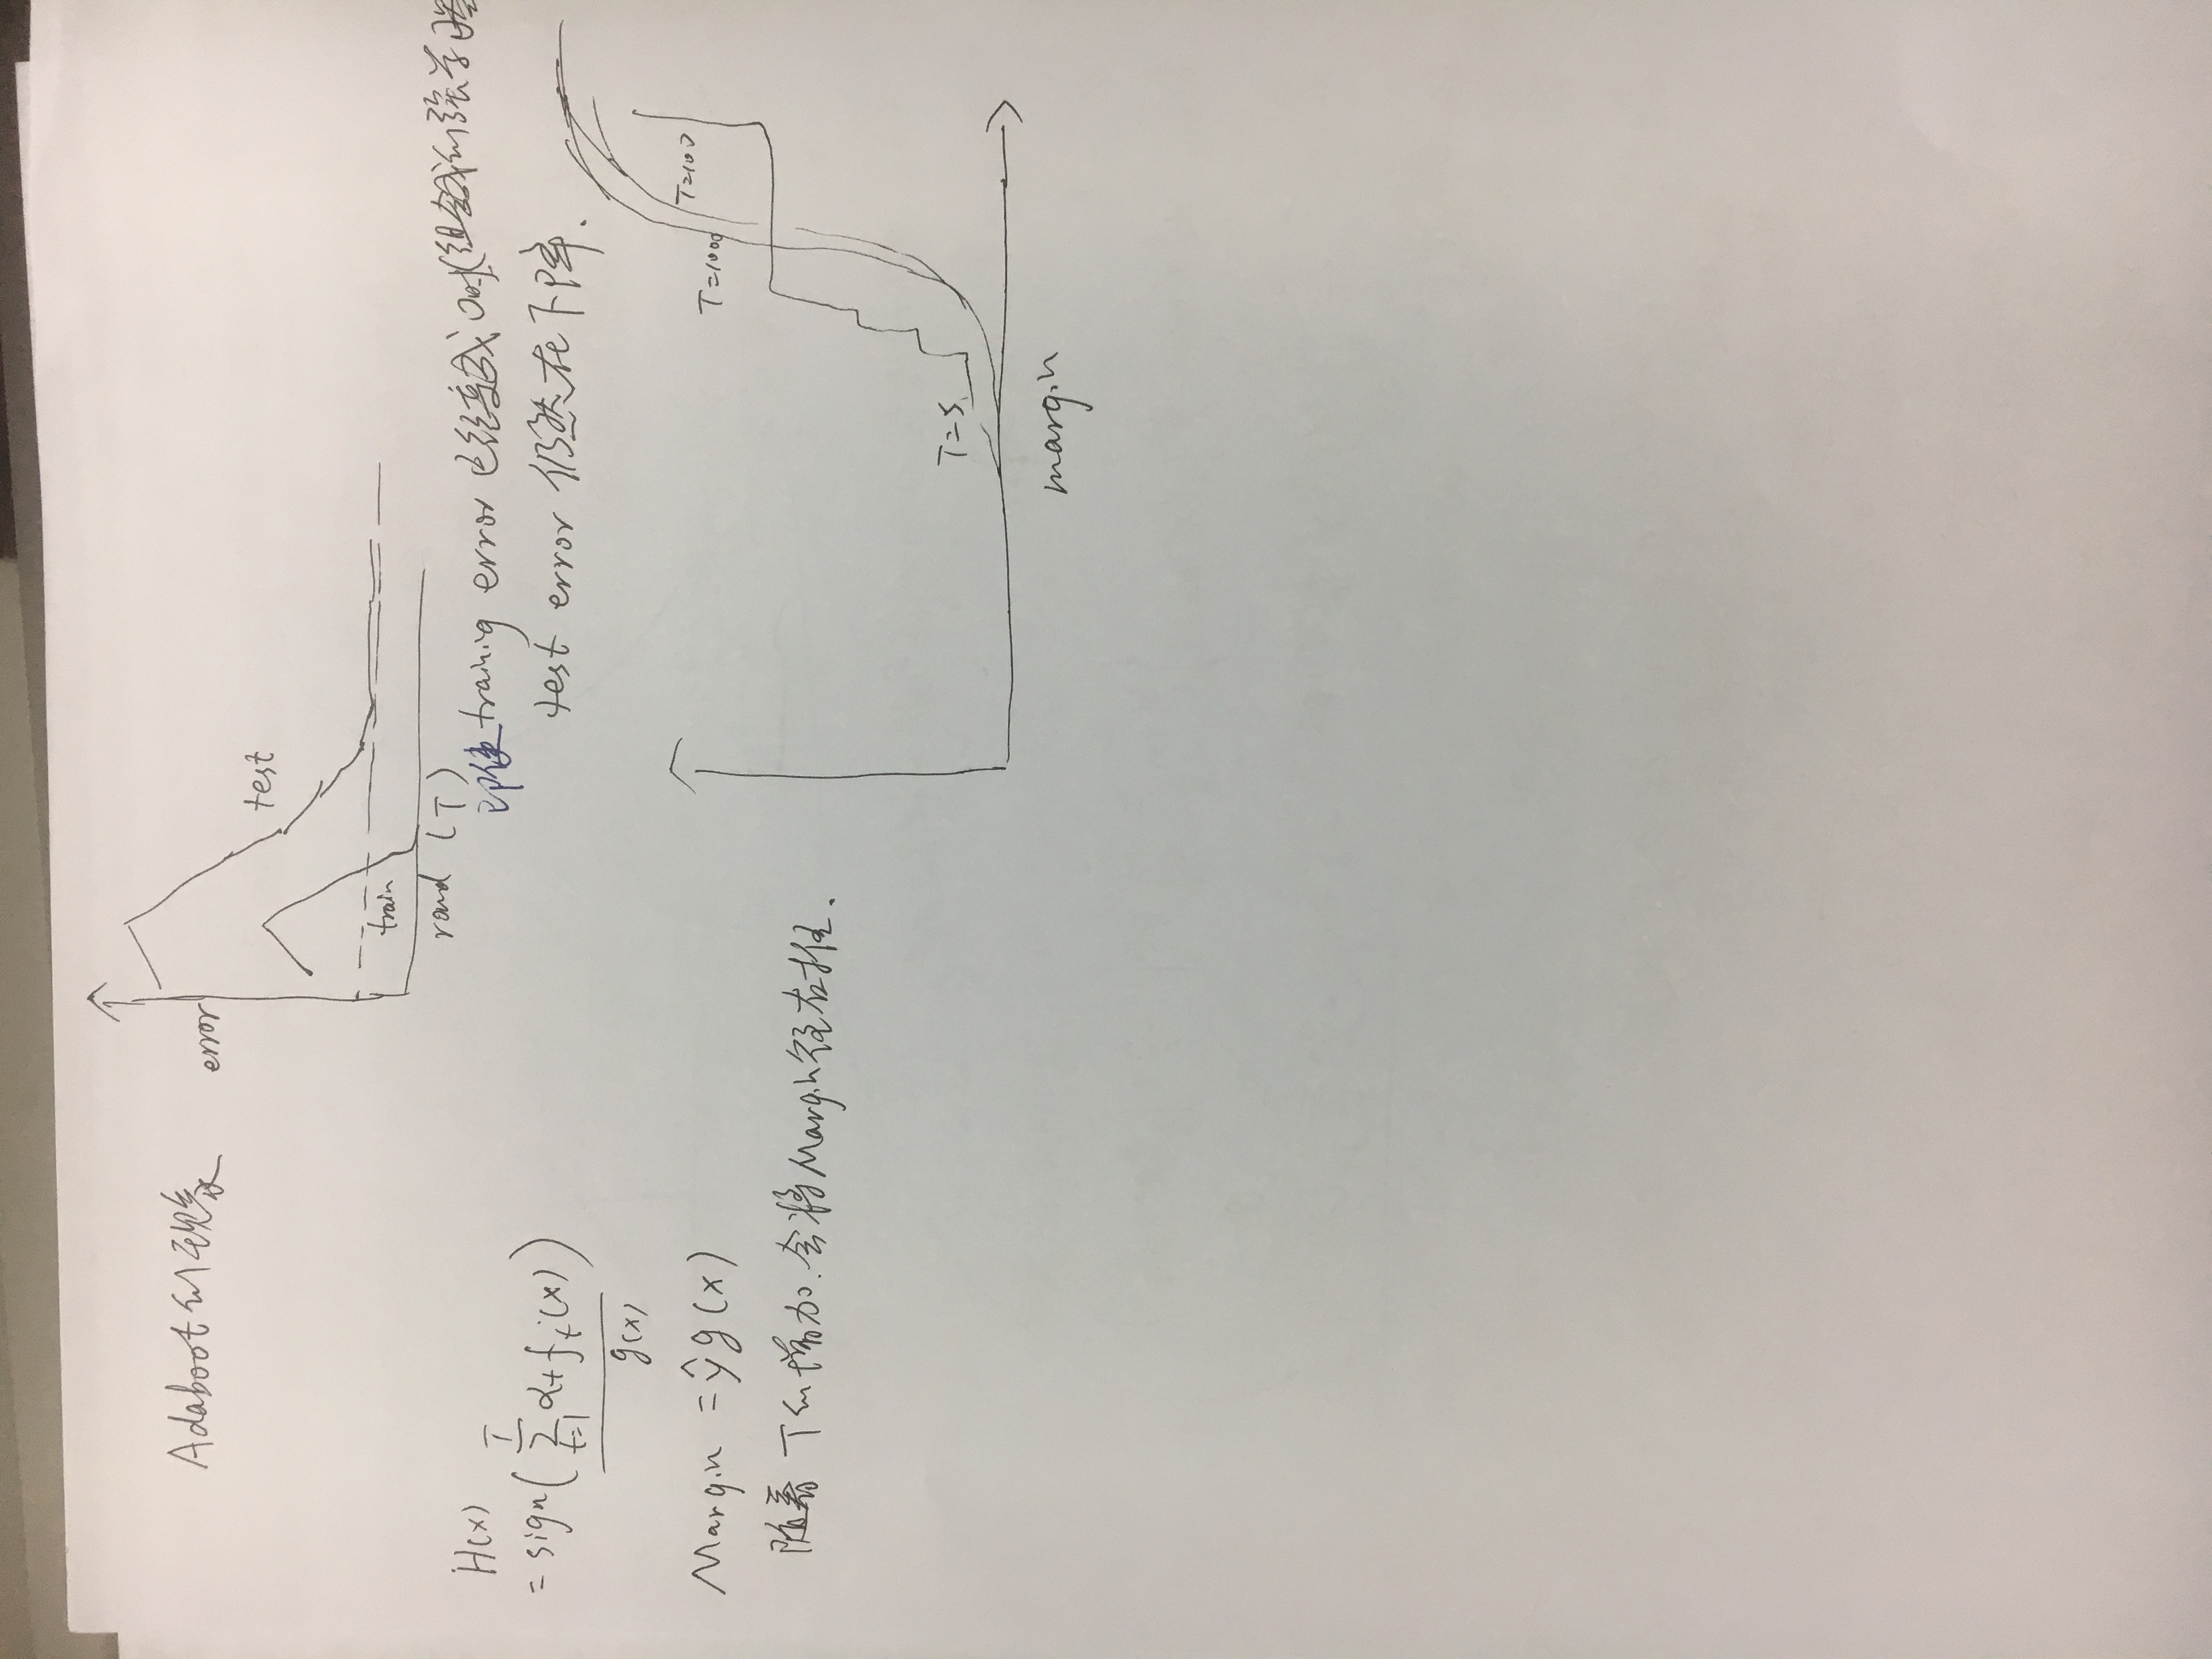 Adaboot的现象
error
test
train
round (T)
即使training error 已经变成0时(组合成的强学习器
test error 仍然在下降.
H(x)
= sign(∑_{t=1}^{T} α_t f_t(x))
g(x)
Margin = ŷg(x)
随着 T的增加.会将Margin往右推.
T=1000
T=100
T=5
margin